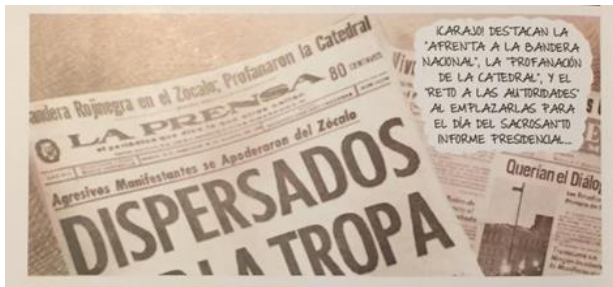 ¡CARAJO! DESTACAN LA
"AFRENTA A LA BANDERA
NACIONAL", LA "PROFANACIÓN
DE LA CATEDRAL", Y EL
"RETO A LAS AUTORIDADES"
AL EMPLAZARLAS PARA
EL DÍA DEL SACROSANTO
INFORME PRESIDENCIAL...
andera Rojinegra en el Zócalo; Profanaron la Catedral
LA PRENSA
80 CENTAVOS
Agresivos Manifestantes se Apoderaron del Zócalo
DISPERSADOS
LA TROPA
Querían el Diálog